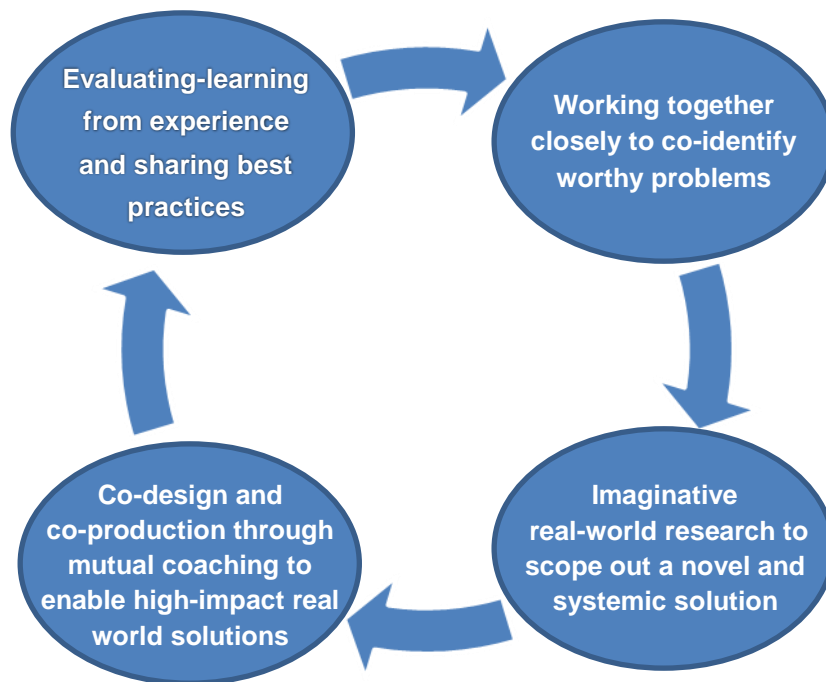 Evaluating-learning
from experience
and sharing best
practices
Working together
closely to co-identify
worthy problems
Imaginative
real-world research to
scope out a novel and
systemic solution
Co-design and
co-production through
mutual coaching to
enable high-impact real
world solutions